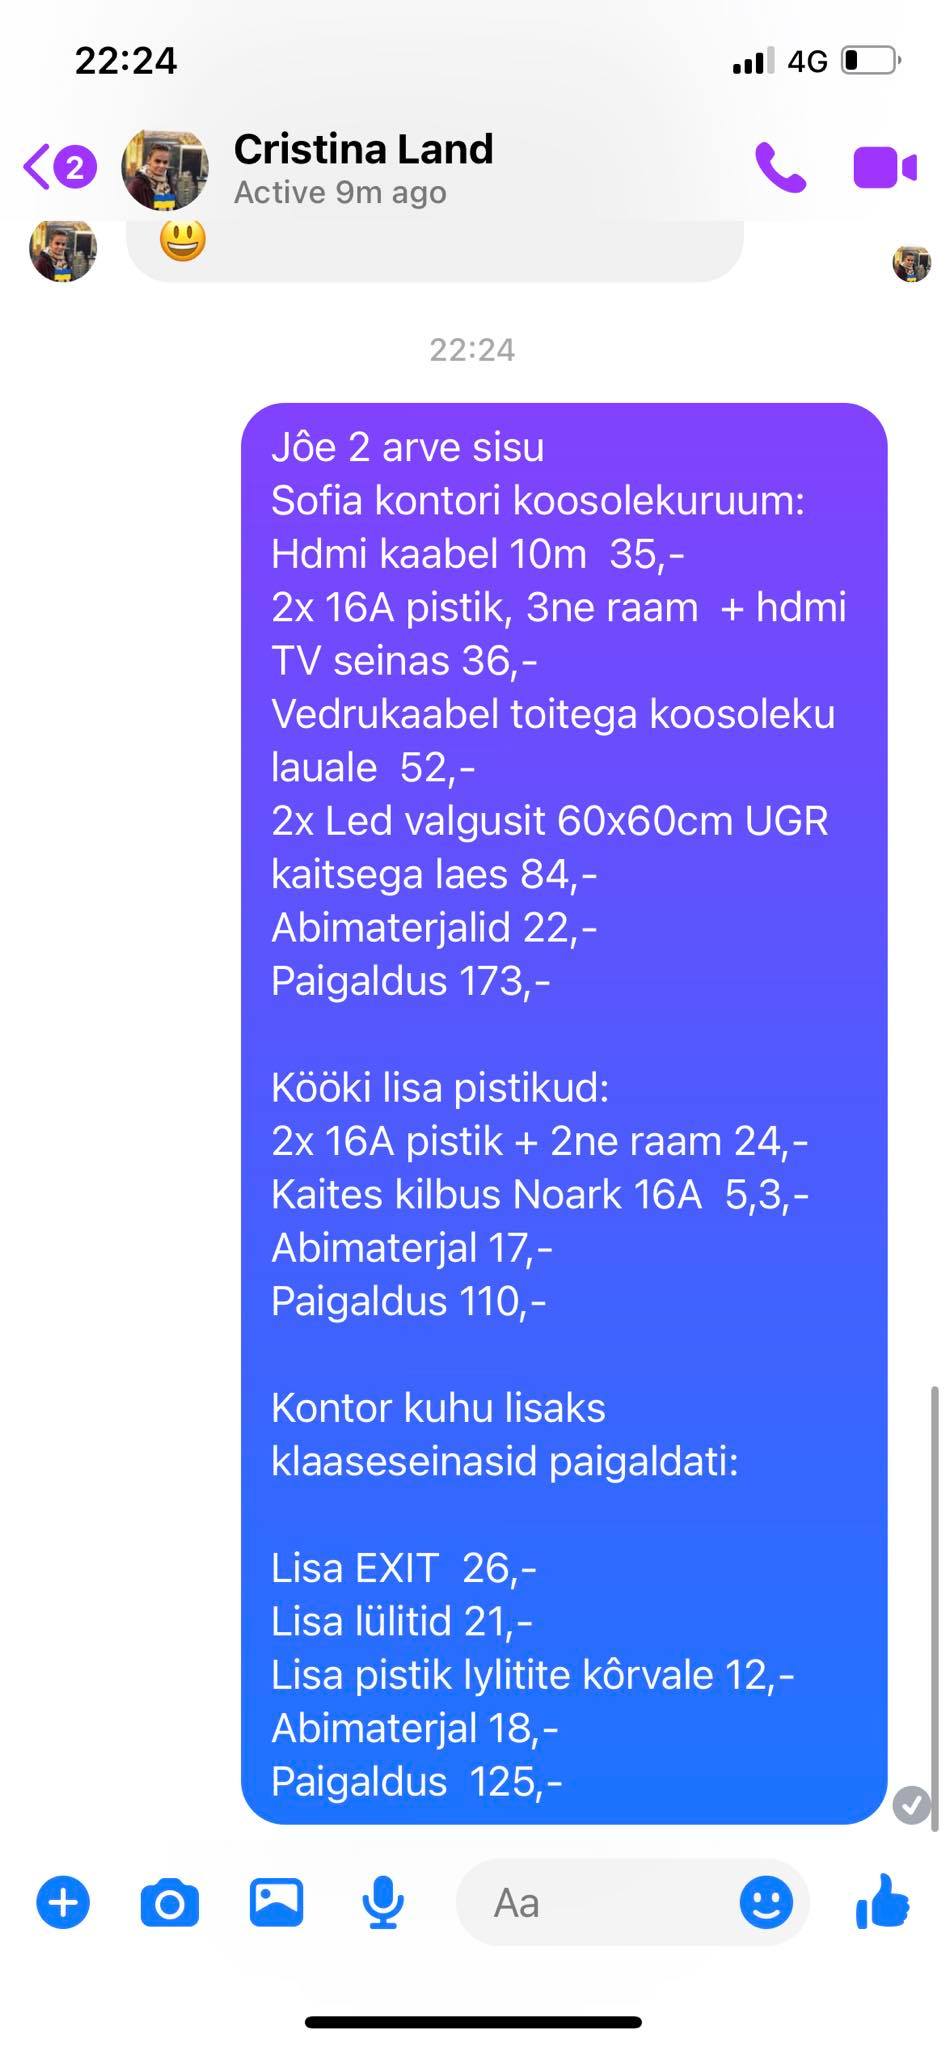 22:24
4G
2
Cristina Land
Active 9m ago
22:24
Jôe 2 arve sisu
Sofia kontori koosolekuruum:
Hdmi kaabel 10m  35,-
2x 16A pistik, 3ne raam  + hdmi
TV seinas 36,-
Vedrukaabel toitega koosoleku
lauale  52,-
2x Led valgusit 60x60cm UGR
kaitsega laes 84,-
Abimaterjalid 22,-
Paigaldus 173,-
Kööki lisa pistikud:
2x 16A pistik + 2ne raam 24,-
Kaites kilbus Noark 16A  5,3,-
Abimaterjal 17,-
Paigaldus 110,-
Kontor kuhu lisaks
klaaseseinasid paigaldati:
Lisa EXIT  26,-
Lisa lülitid 21,-
Lisa pistik lylitite kôrvale 12,-
Abimaterjal 18,-
Paigaldus  125,-
Aa